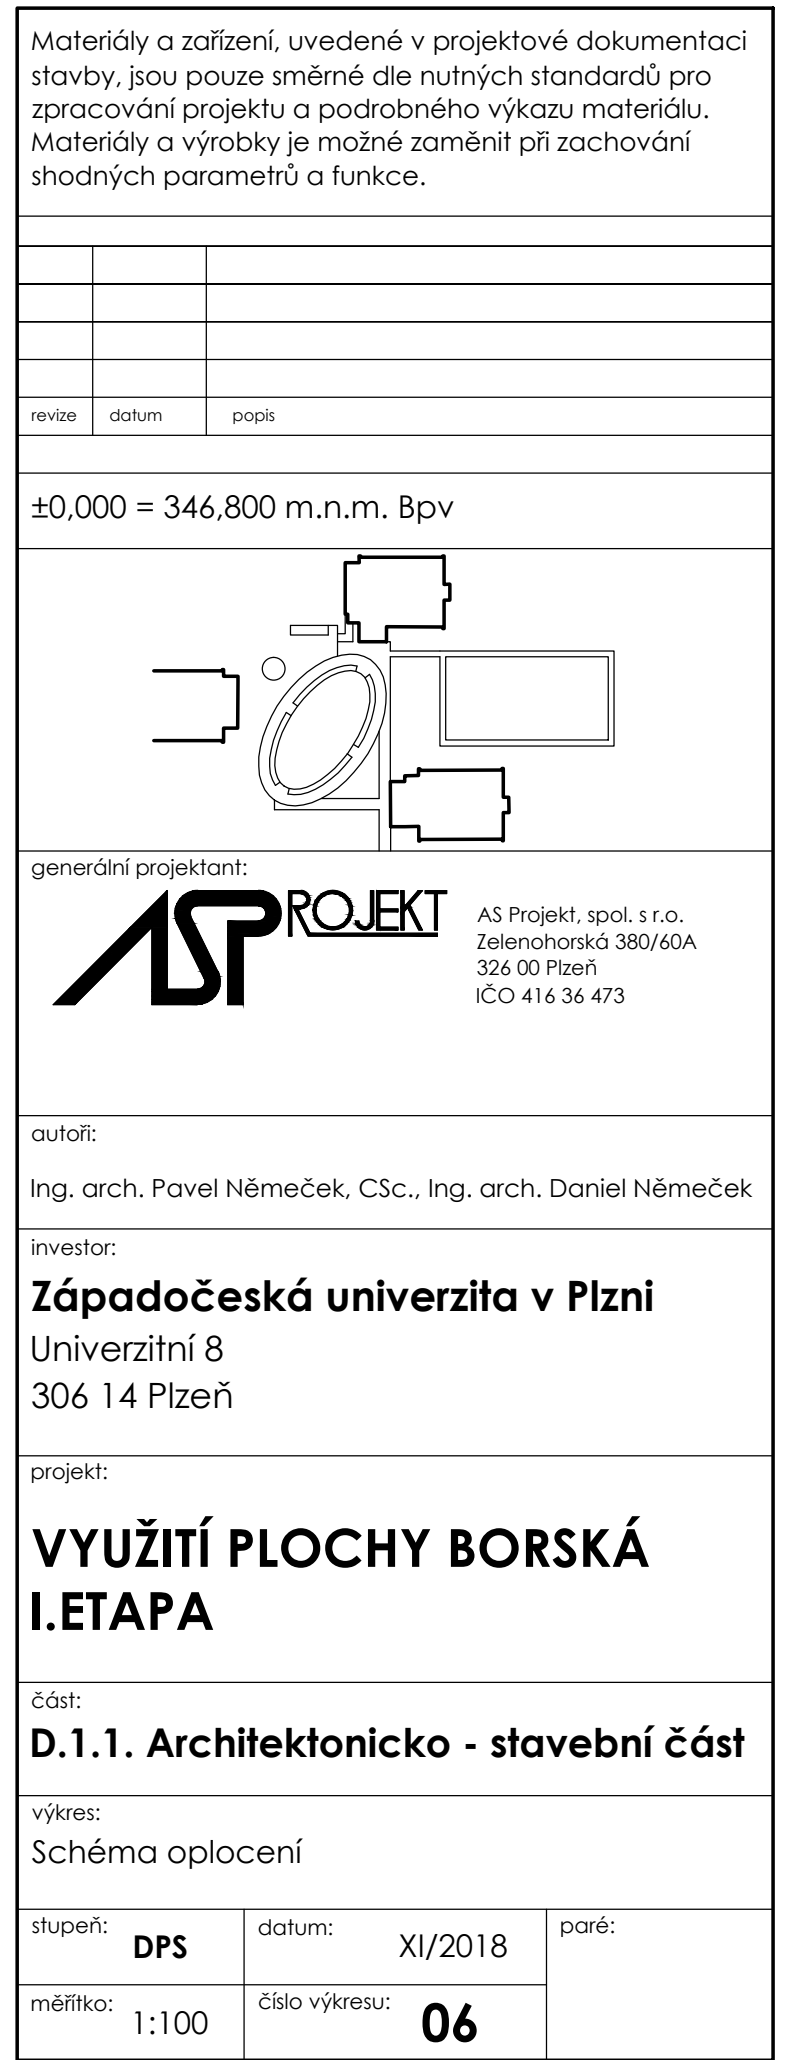 Materiály a zařízení, uvedené v projektové dokumentaci
stavby, jsou pouze směrné dle nutných standardů pro
zpracování projektu a podrobného výkazu materiálu.
Materiály a výrobky je možné zaměnit při zachování
shodných parametrů a funkce.
revize datum popis
±0,000 = 346,800 m.n.m. Bpv
generální projektant:
ASPROJEKT
AS Projekt, spol. s r.o.
Zelenohorská 380/60A
326 00 Plzeň
IČO 416 36 473
autoři:
Ing. arch. Pavel Němeček, CSc., Ing. arch. Daniel Němeček
investor:
Západočeská univerzita v Plzni
Univerzitní 8
306 14 Plzeň
projekt:
VYUŽITÍ PLOCHY BORSKÁ
I.ETAPA
část:
D.1.1. Architektonicko - stavební část
výkres:
Schéma oplocení
stupeň: DPS
datum: XI/2018
paré:
měřítko: 1:100
číslo výkresu: 06